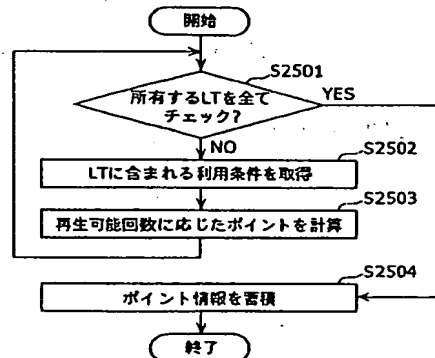 開始
S2501
所有するLTを全て
チェック?
YES
NO
S2502
LTに含まれる利用条件を取得
S2503
再生可能回数に応じたポイントを計算
S2504
ポイント情報を蓄積
終了